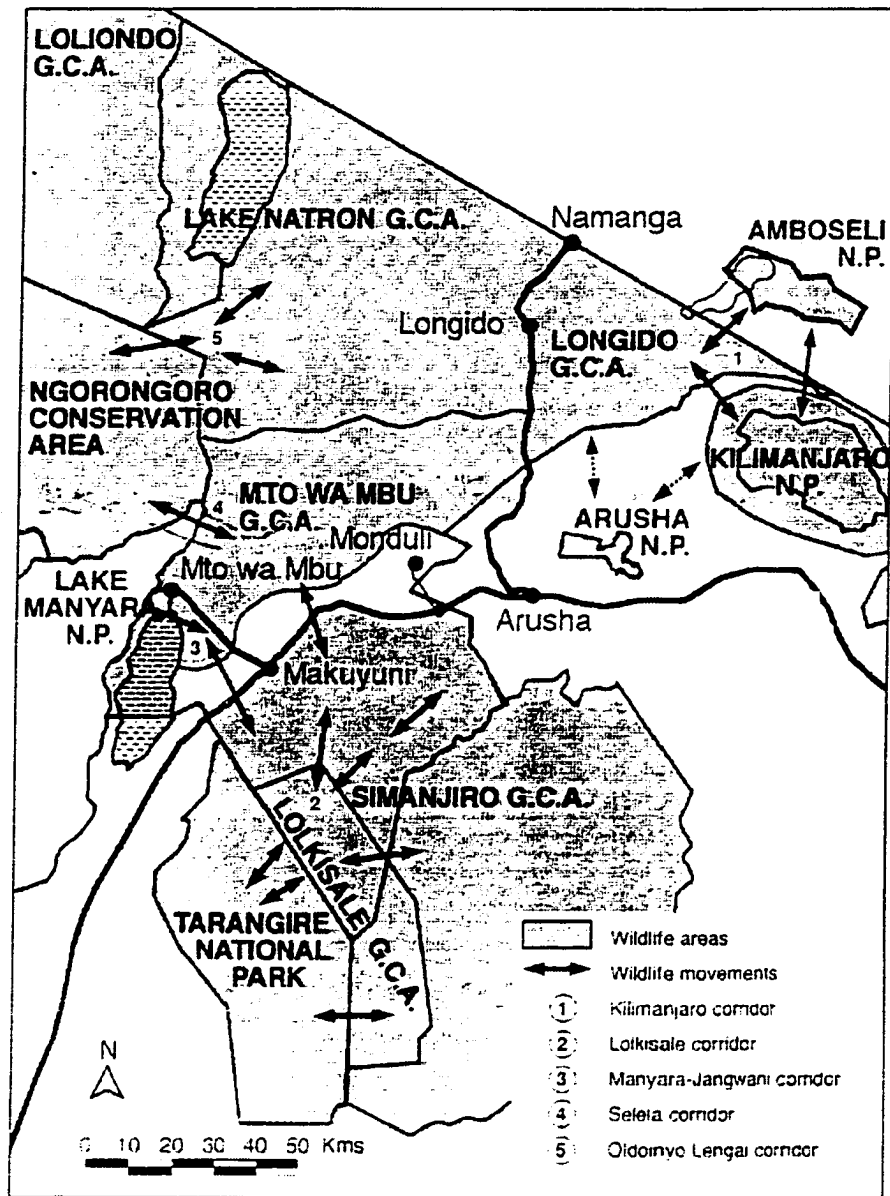 LOLIONDO
G.C.A.
LAKE NATRON G.C.A.
Namanga
AMBOSELI
N.P.
Longido
LONGIDO
G.C.A.
1
5
NGORONGORO
CONSERVATION
AREA
KILIMANJARO
N.P.
4
MTO WA MBU
G.C.A.
ARUSHA
N.P.
Monduli
Mto wa Mbu
LAKE
MANYARA
N.P.
Arusha
3
Makuyuni
2
SIMANJIRO G.C.A.
LOLKISALE G.C.A.
TARANGIRE
NATIONAL
PARK
Wildlife areas
Wildlife movements
1 Kilimanjaro corridor
2 Lolkisale corridor
3 Manyara-Jangwani corridor
4 Selela corridor
5 Oldoinyo Lengai corridor
N
0 10 20 30 40 50 Kms